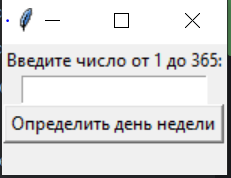 Введите число от 1 до 365:
Определить день недели